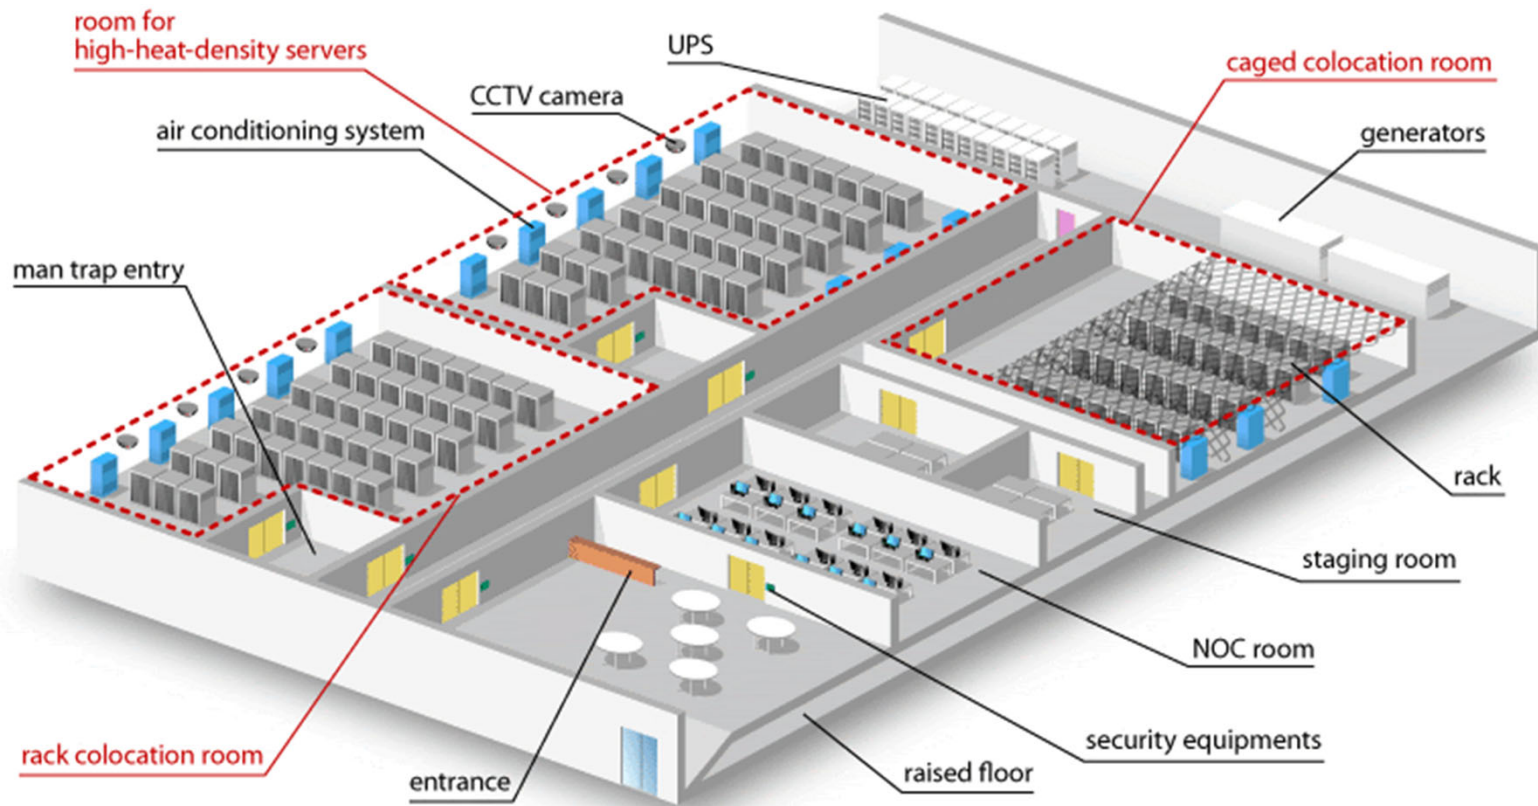 room for
high-heat-density servers
UPS
caged colocation room
CCTV camera
air conditioning system
generators
man trap entry
rack
staging room
NOC room
security equipments
rack colocation room
entrance
raised floor